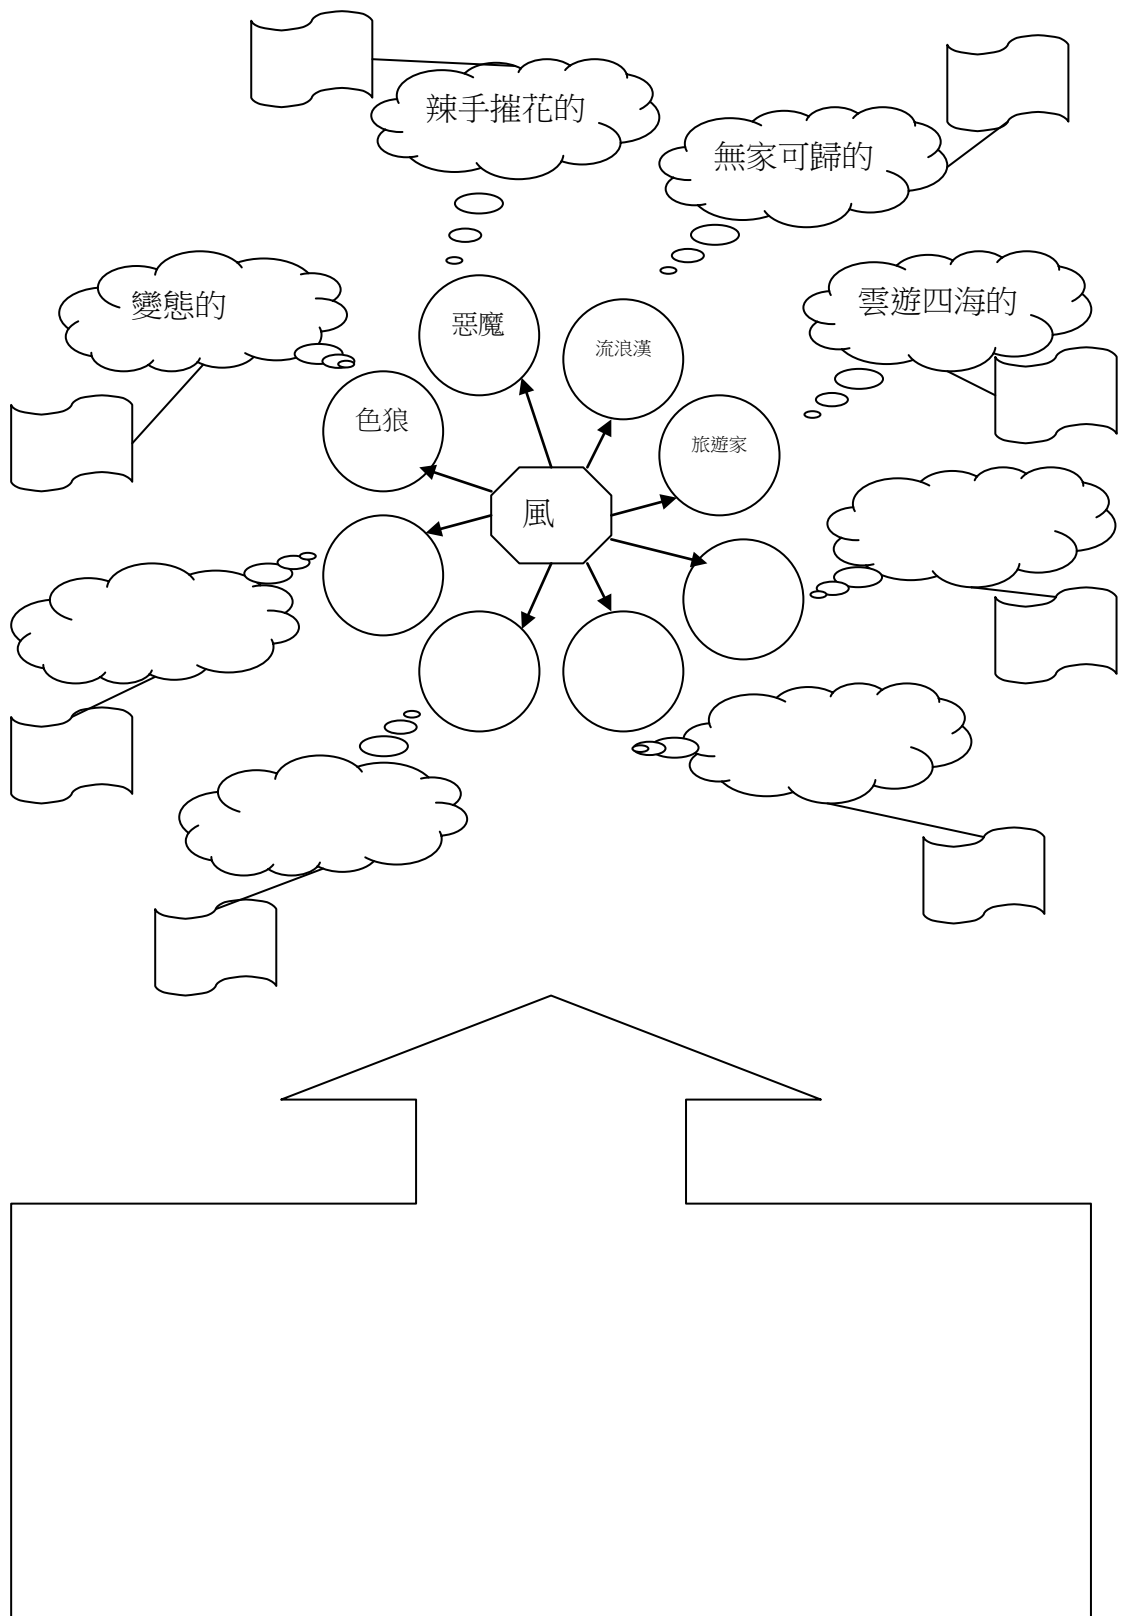 辣手摧花的
無家可歸的
變態的
雲遊四海的
惡魔
流浪漢
色狼
旅遊家
風